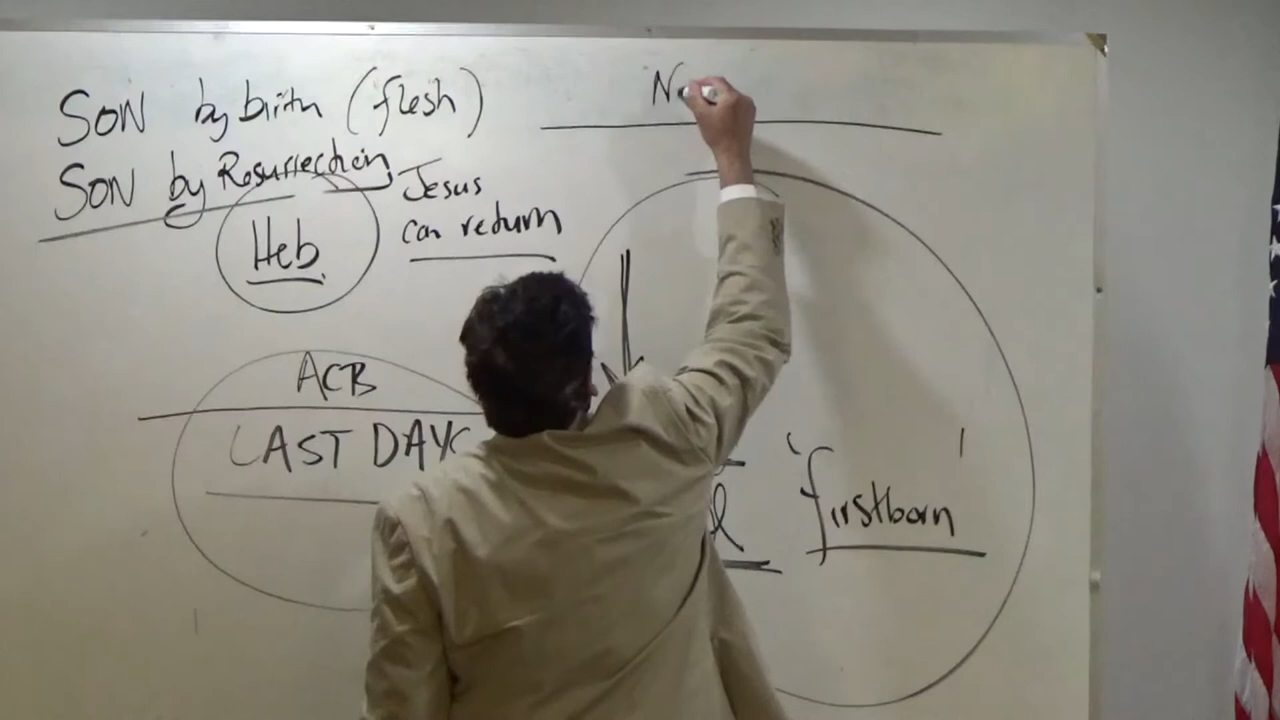 SON by birth (flesh)
SON by Resurrection
Heb
Jesus
can return
ACB
LAST DAYS
'firstborn'